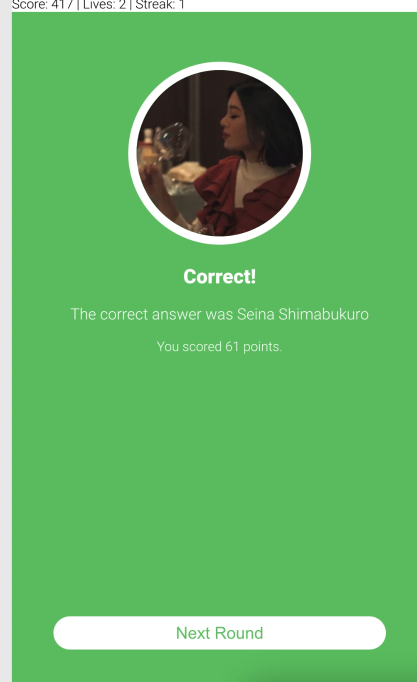 Score: 417 | Lives: 2 | Streak: 1
Correct!
The correct answer was Seina Shimabukuro
You scored 61 points.
Next Round